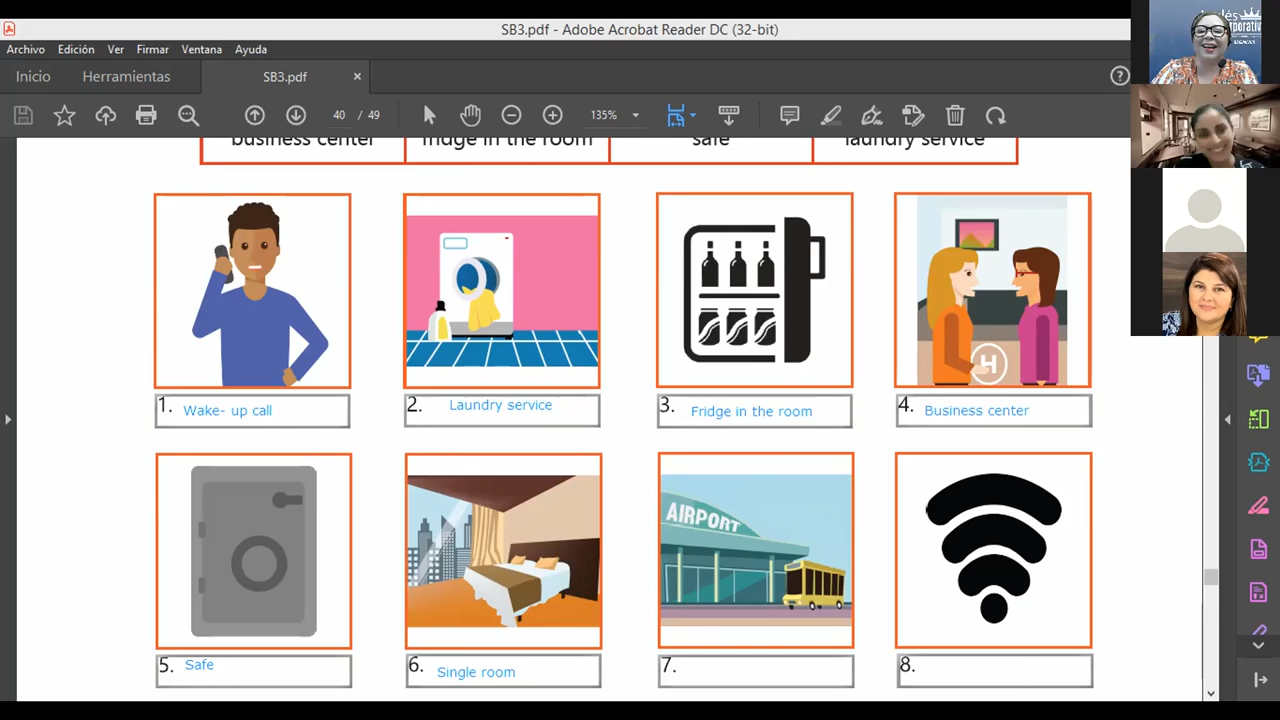 SB3.pdf - Adobe Acrobat Reader DC (32-bit)
Archivo Edición Ver Firmar Ventana Ayuda
Inicio Herramientas SB3.pdf ×
40 / 49 135%
business center fridge in the room safe laundry service
1. Wake- up call
2. Laundry service
3. Fridge in the room
H
4. Business center
AIRPORT
5. Safe
6. Single room
7.
8.